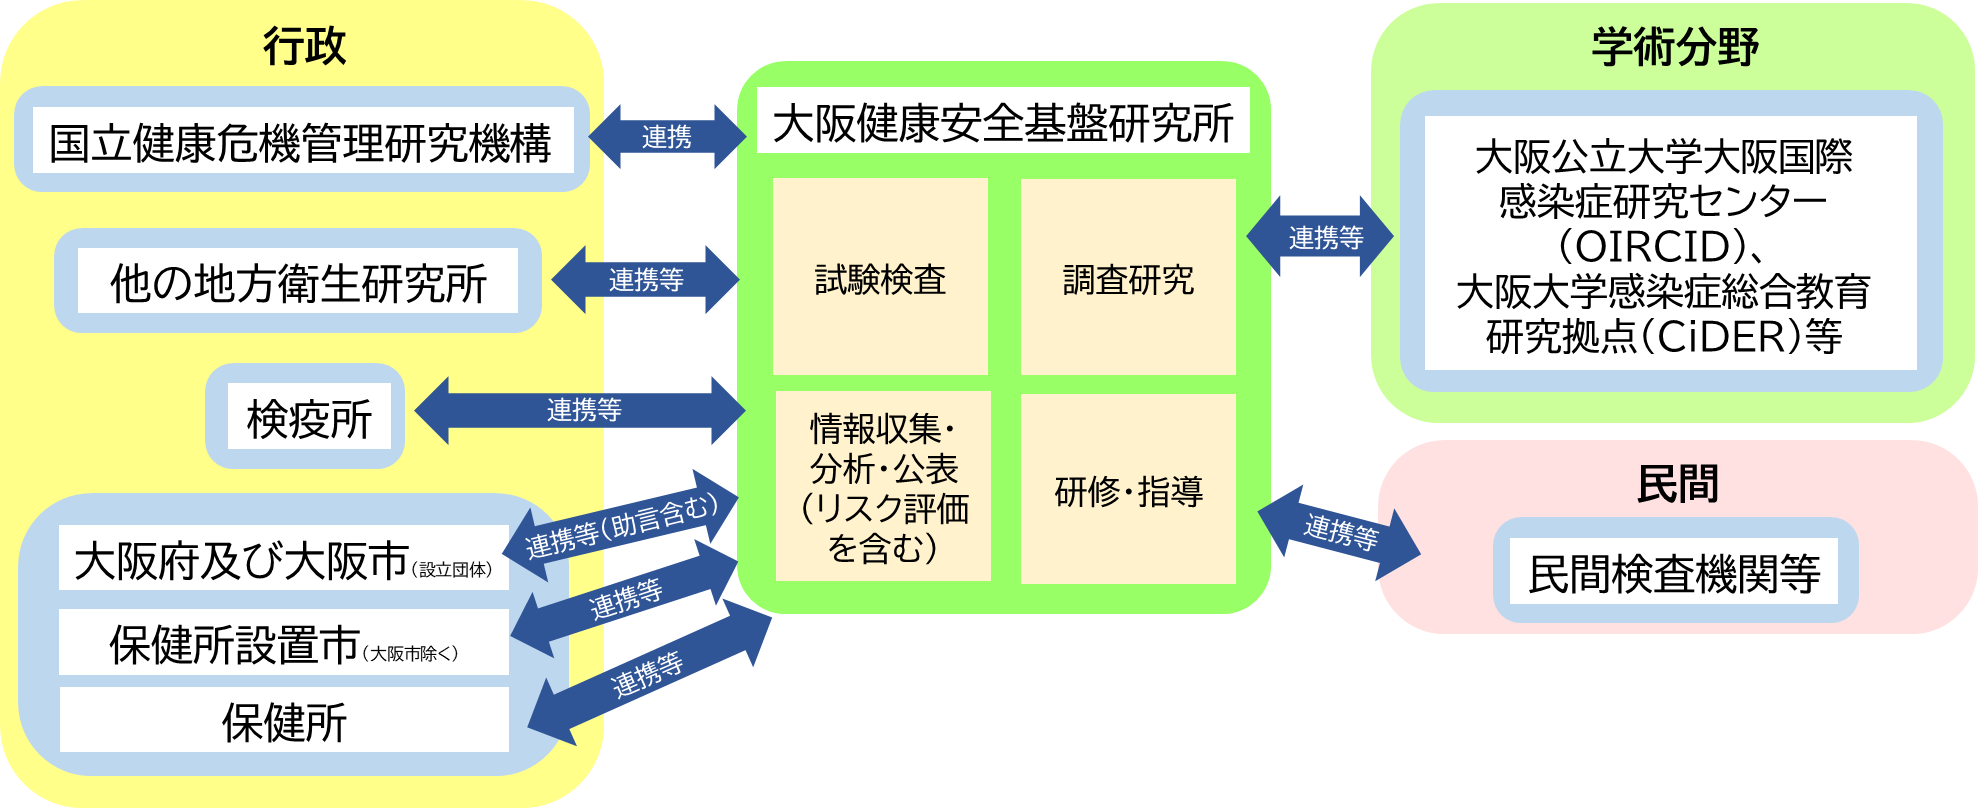 行政
国立健康危機管理研究機構
連携
他の地方衛生研究所
連携等
検疫所
連携等
大阪府及び大阪市(設立団体)
連携等(助言含む)
保健所設置市(大阪市除く)
連携等
保健所
連携等
大阪健康安全基盤研究所
試験検査
調査研究
情報収集・
分析・公表
(リスク評価
を含む)
研修・指導
学術分野
連携等
大阪公立大学大阪国際
感染症研究センター
(OIRCID)、
大阪大学感染症総合教育
研究拠点(CiDER)等
民間
連携等
民間検査機関等